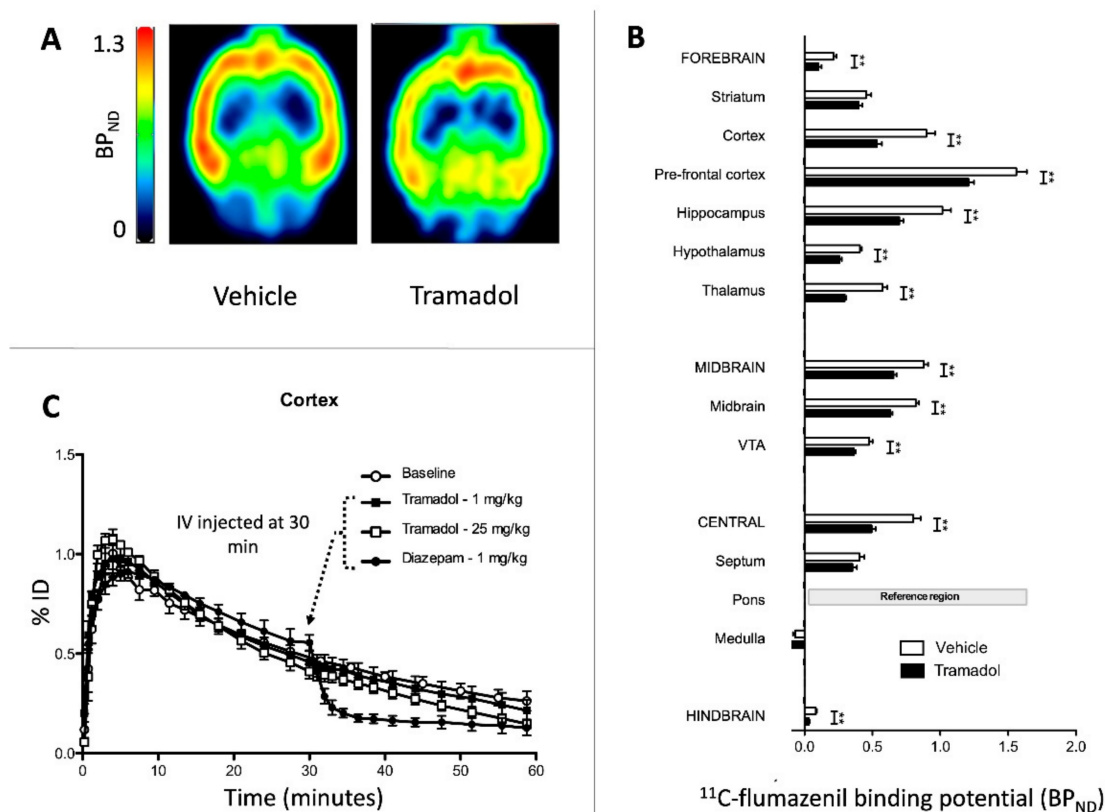 A
1.3
BP_ND
0
Vehicle
Tramadol
B
FOREBRAIN
**
Striatum
Cortex
**
Pre-frontal cortex
**
Hippocampus
**
Hypothalamus
**
Thalamus
**
MIDBRAIN
**
Midbrain
**
VTA
**
CENTRAL
**
Septum
Pons
Reference region
Medulla
Vehicle
Tramadol
HINDBRAIN
**
0.0
0.5
1.0
1.5
2.0
¹¹C-flumazenil binding potential (BP_ND)
C
Cortex
1.5
1.0
0.5
0.0
% ID
IV injected at 30
min
Baseline
Tramadol - 1 mg/kg
Tramadol - 25 mg/kg
Diazepam - 1 mg/kg
0
10
20
30
40
50
60
Time (minutes)